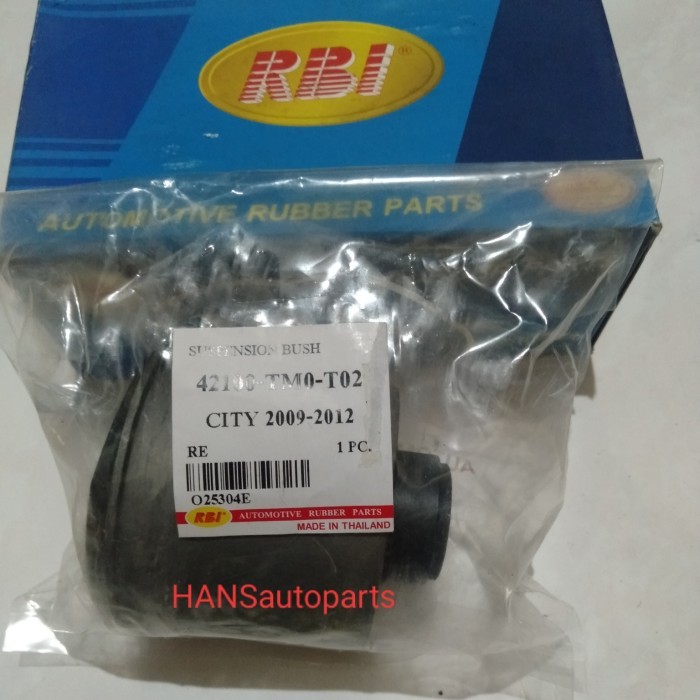 RBI ®
AUTOMOTIVE RUBBER PARTS
SUSPENSION BUSH
42100-TM0-T02
CITY 2009-2012
RE 1 PC.
O25304E
RBI® AUTOMOTIVE RUBBER PARTS
MADE IN THAILAND
HANSautoparts